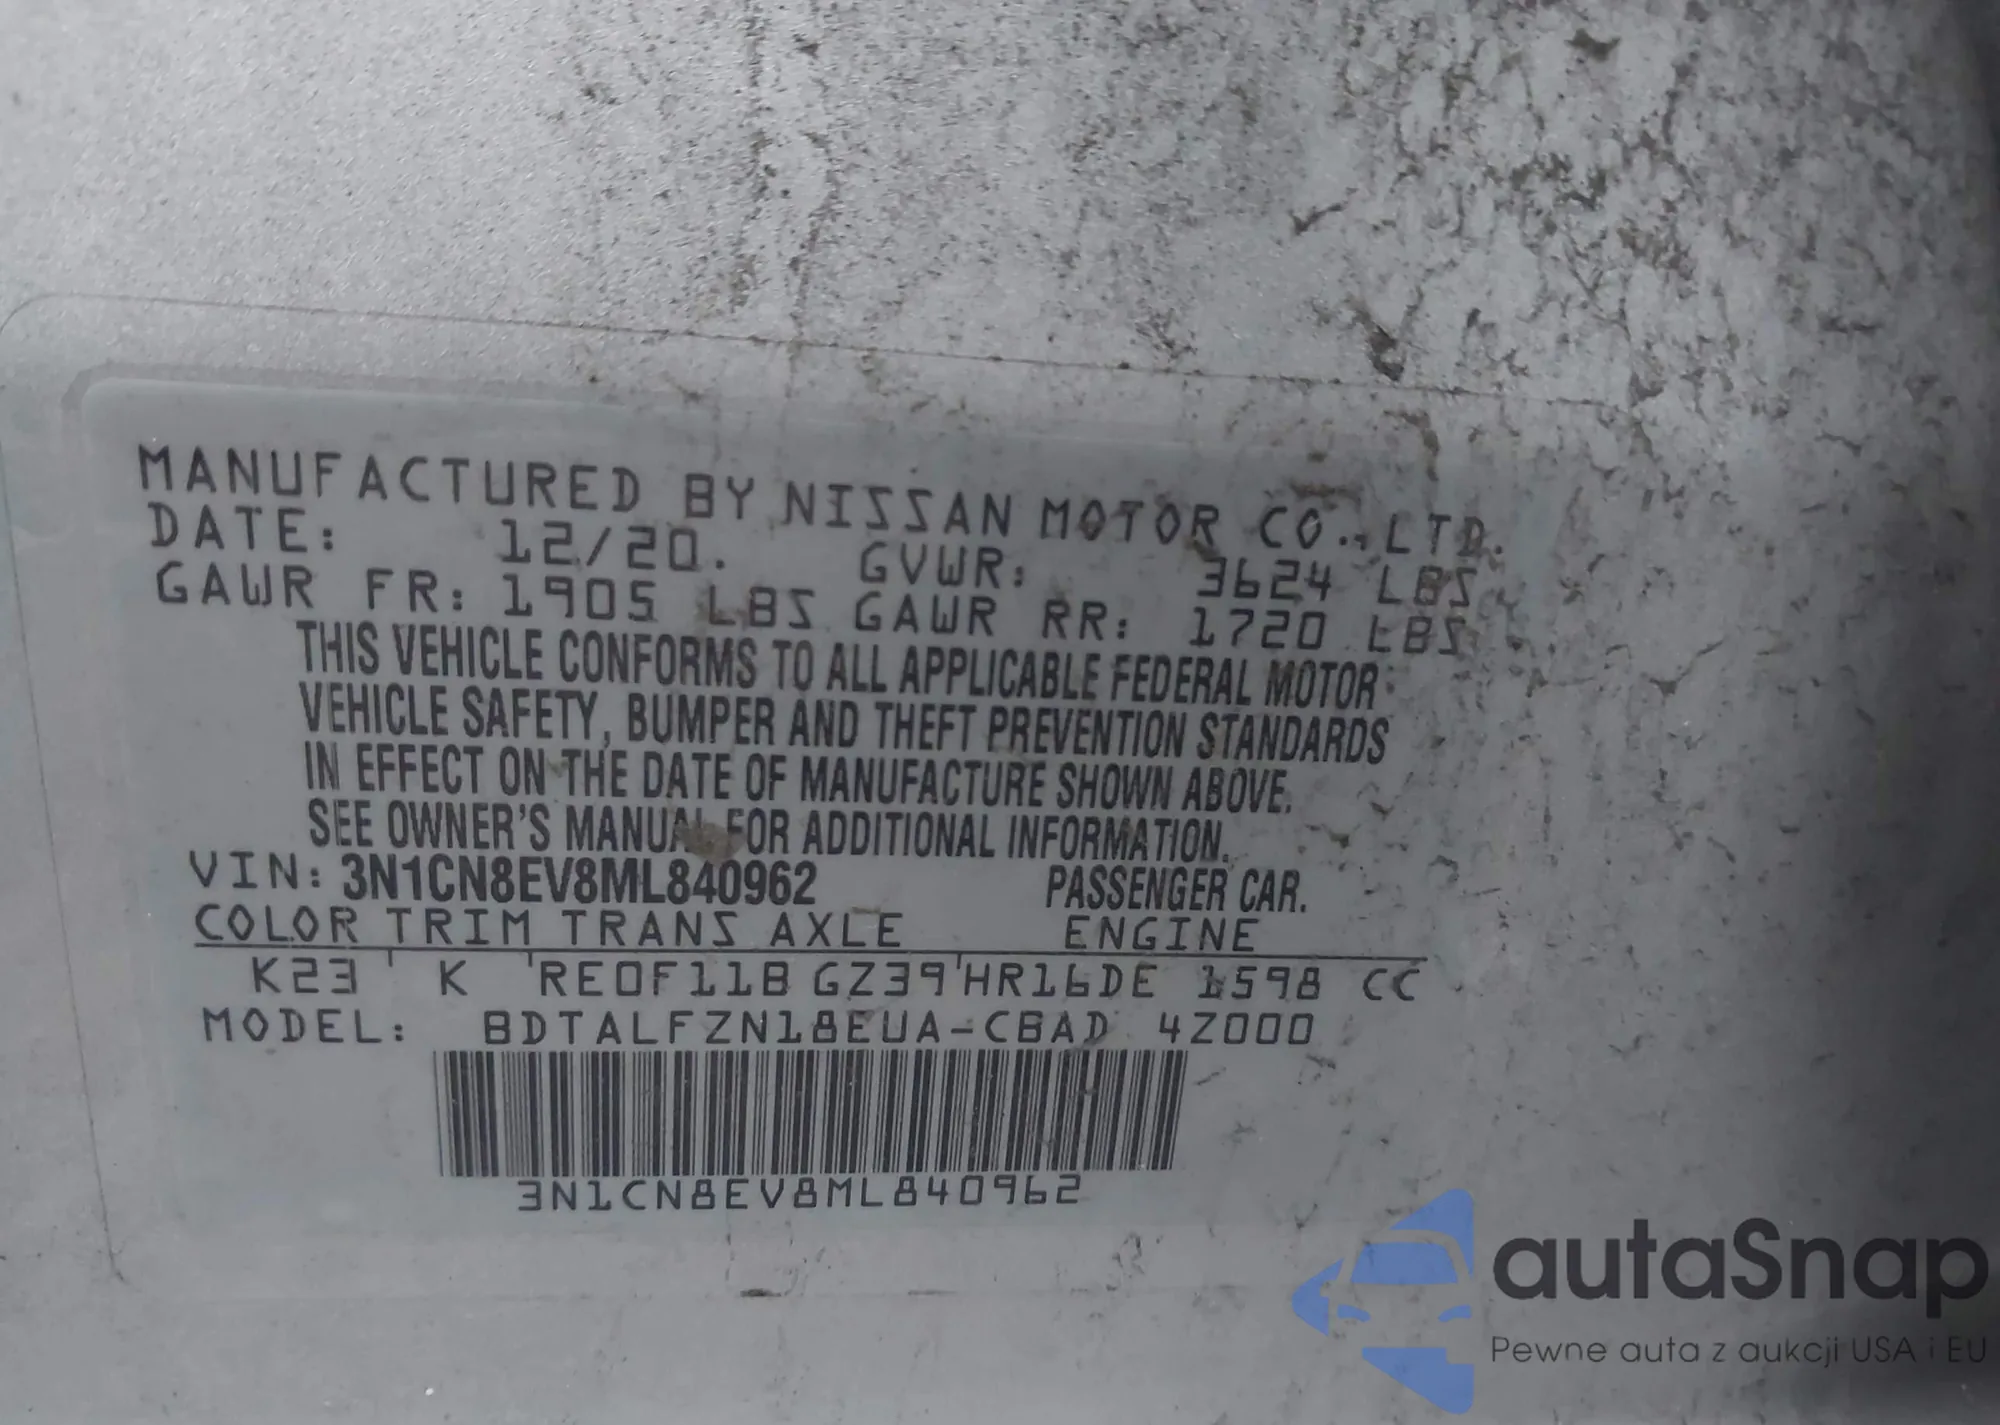 MANUFACTURED BY NISSAN MOTOR CO., LTD.
DATE: 12/20. GVWR: 3624 LBS
GAWR FR: 1905 LBS GAWR RR: 1720 LBS
THIS VEHICLE CONFORMS TO ALL APPLICABLE FEDERAL MOTOR
VEHICLE SAFETY, BUMPER AND THEFT PREVENTION STANDARDS
IN EFFECT ON THE DATE OF MANUFACTURE SHOWN ABOVE.
SEE OWNER'S MANUAL FOR ADDITIONAL INFORMATION.
VIN: 3N1CN8EV8ML840962 PASSENGER CAR.
COLOR TRIM TRANS AXLE ENGINE
K23 K RE0F11B GZ39 HR16DE 1598 CC
MODEL: BDTALFZN18EUA-CBAD 4Z000
3N1CN8EV8ML840962
autaSnap
Pewne auta z aukcji USA i EU